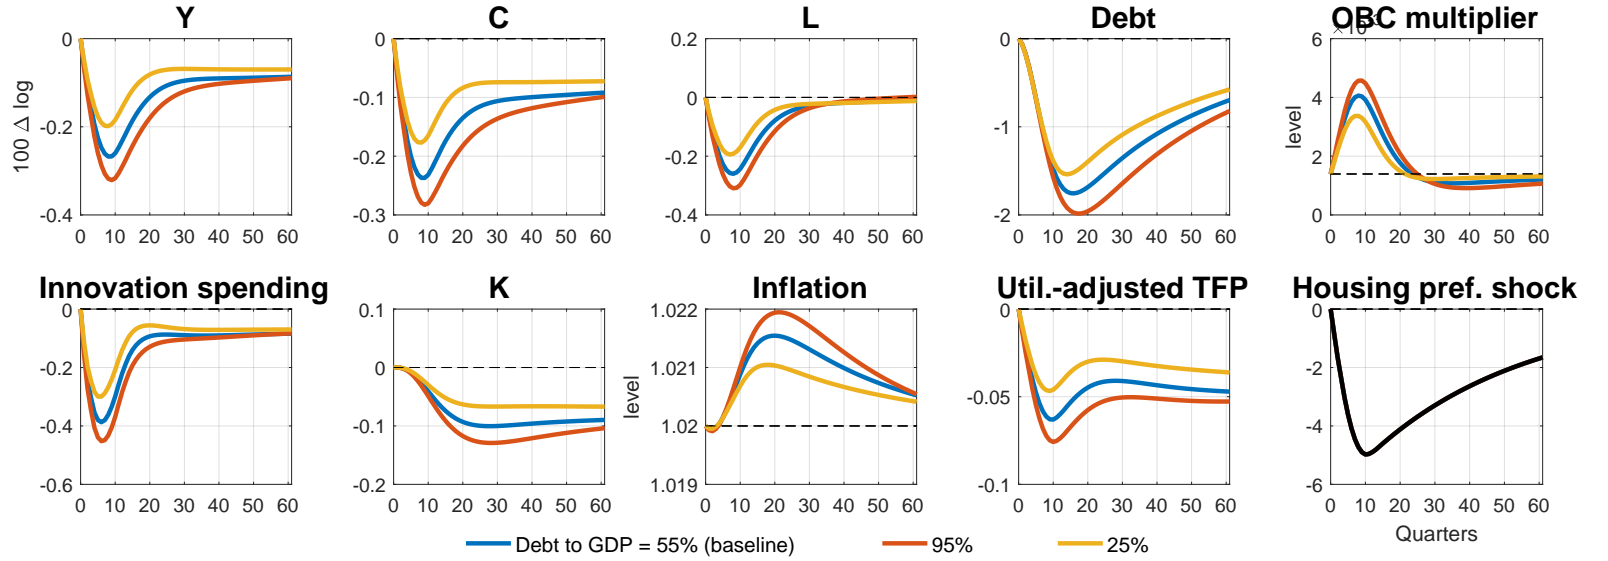 Y
C
L
Debt
OBC multiplier
0
-0.2
-0.4
100 Δ log
0 10 20 30 40 50 60
0
-0.1
-0.2
-0.3
0 10 20 30 40 50 60
0.2
0
-0.2
-0.4
0 10 20 30 40 50 60
0
-1
-2
0 10 20 30 40 50 60
6
4
2
0
level
0 10 20 30 40 50 60
Innovation spending
K
Inflation
Util.-adjusted TFP
Housing pref. shock
0
-0.2
-0.4
-0.6
0 10 20 30 40 50 60
0.1
0
-0.1
-0.2
0 10 20 30 40 50 60
1.022
1.021
1.02
1.019
level
0 10 20 30 40 50 60
0
-0.05
-0.1
0 10 20 30 40 50 60
0
-2
-4
-6
0 10 20 30 40 50 60
Quarters
Debt to GDP = 55% (baseline)
95%
25%